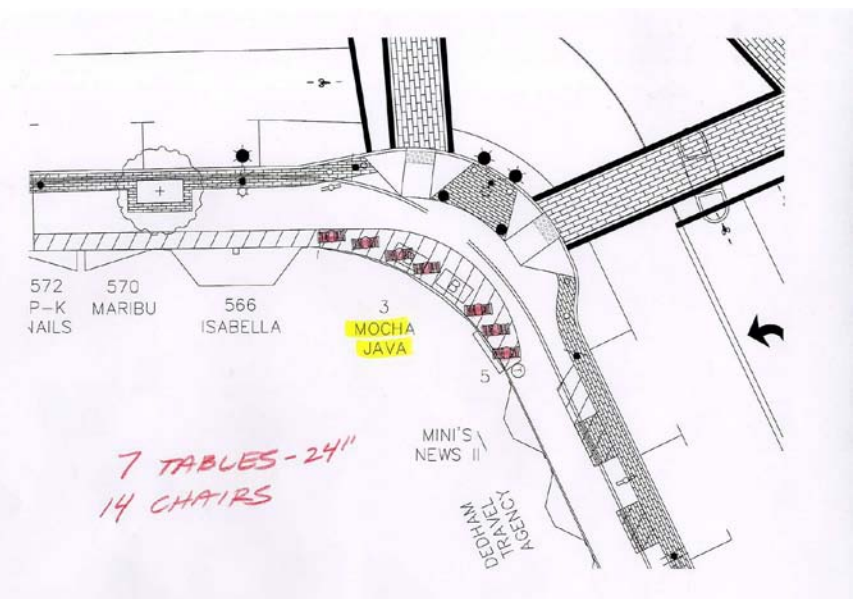 572
P-K
NAILS
570
MARIBU
566
ISABELLA
3
MOCHA
JAVA
B
5
MINI'S
NEWS II
DEDHAM
TRAVEL
AGENCY
7 TABLES - 24"
14 CHAIRS